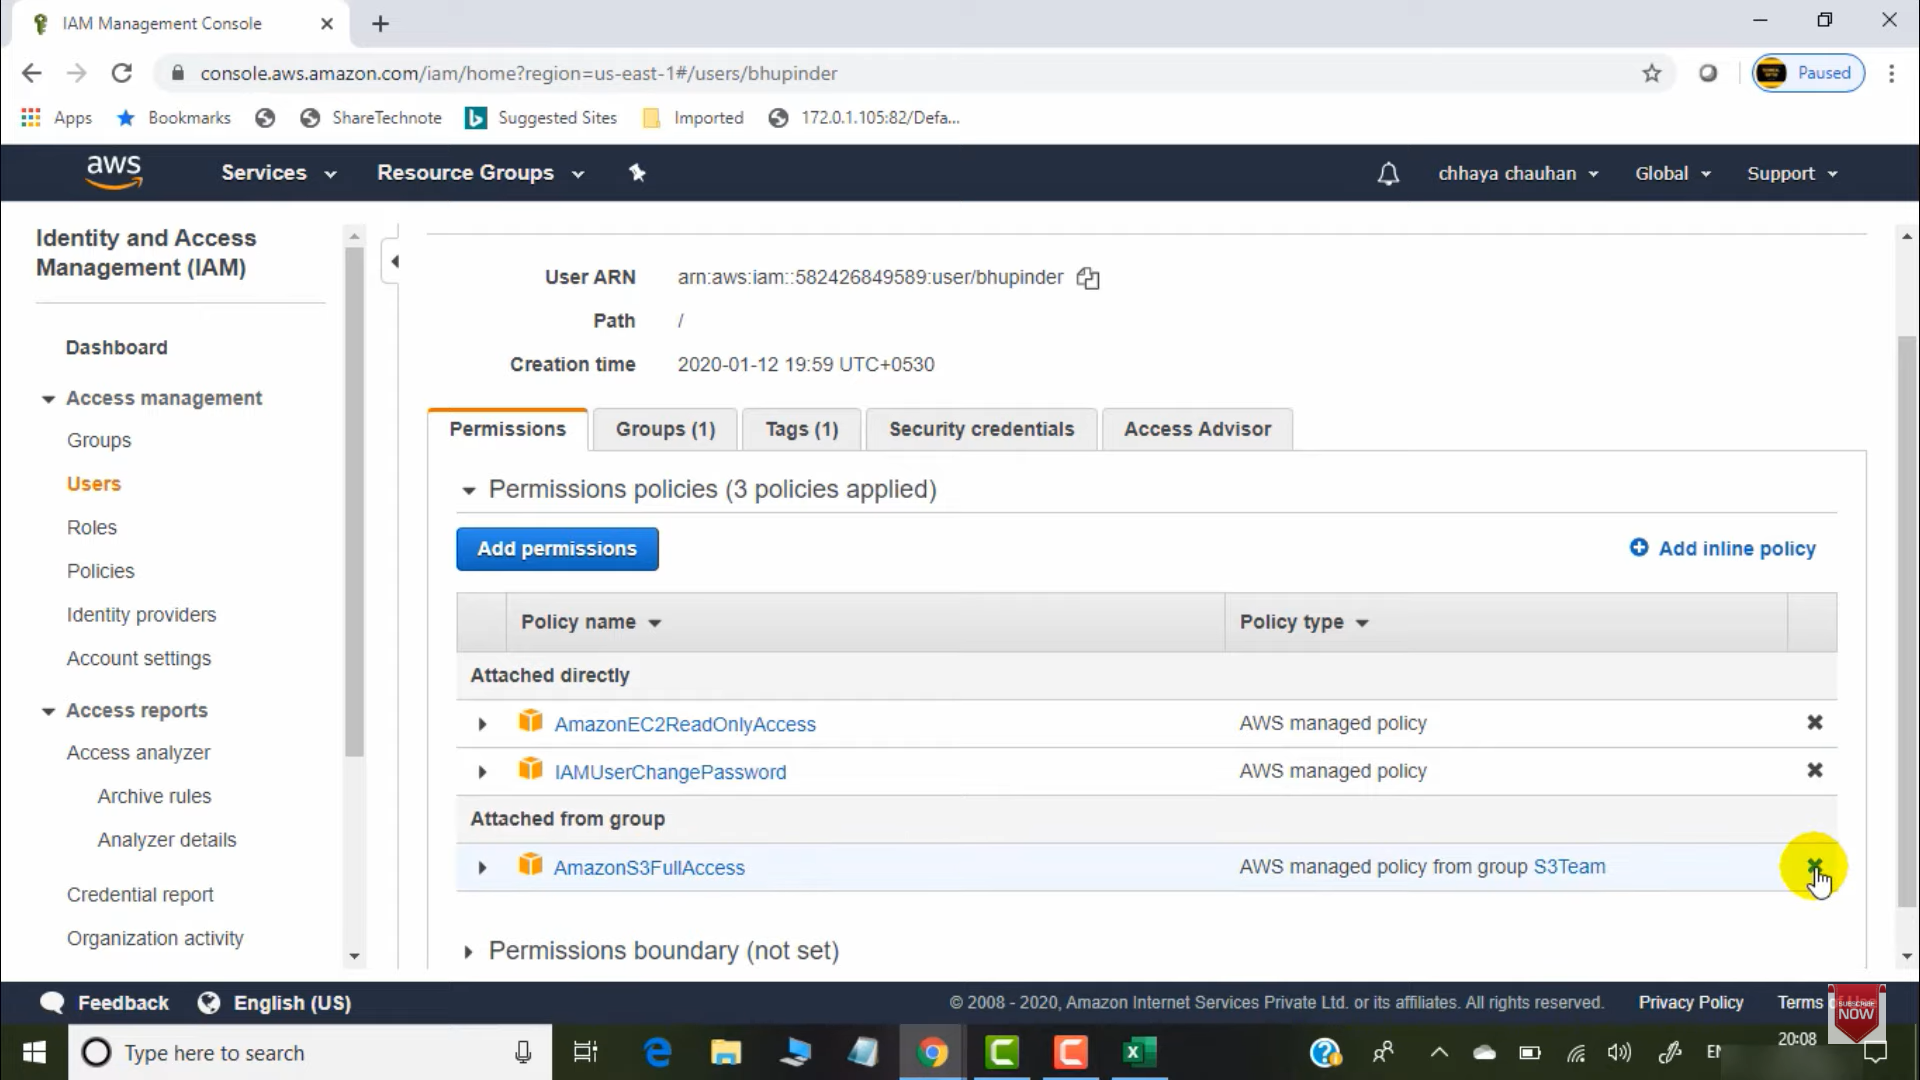 IAM Management Console
console.aws.amazon.com/iam/home?region=us-east-1#/users/bhupinder
Paused
Apps Bookmarks ShareTechnote Suggested Sites Imported 172.0.1.105:82/Defa...
aws Services Resource Groups chhaya chauhan Global Support
Identity and Access
Management (IAM)
Dashboard
Access management
Groups
Users
Roles
Policies
Identity providers
Account settings
Access reports
Access analyzer
Archive rules
Analyzer details
Credential report
Organization activity
User ARN arn:aws:iam::582426849589:user/bhupinder
Path /
Creation time 2020-01-12 19:59 UTC+0530
Permissions Groups (1) Tags (1) Security credentials Access Advisor
Permissions policies (3 policies applied)
Add permissions Add inline policy
Policy name Policy type
Attached directly
AmazonEC2ReadOnlyAccess AWS managed policy
IAMUserChangePassword AWS managed policy
Attached from group
AmazonS3FullAccess AWS managed policy from group S3Team
Permissions boundary (not set)
Feedback English (US) © 2008 - 2020, Amazon Internet Services Private Ltd. or its affiliates. All rights reserved. Privacy Policy Terms
SUBSCRIBE
NOW
Type here to search
20:08